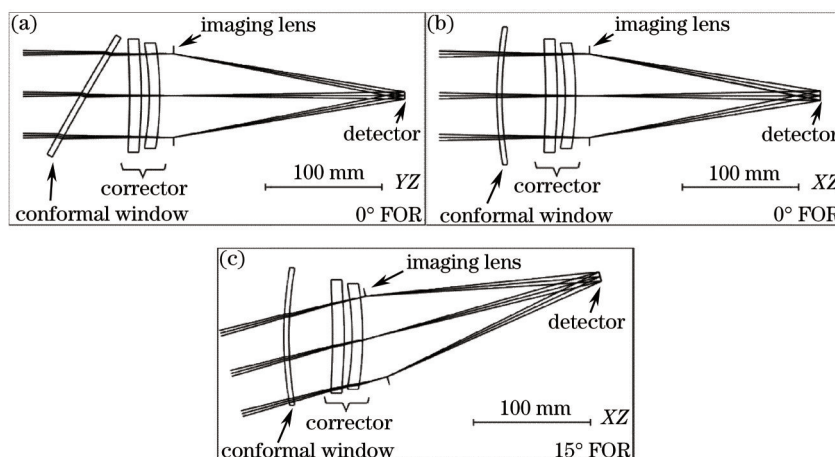 (a)
imaging lens
detector
corrector
100 mm
YZ
conformal window
0° FOR
(b)
imaging lens
detector
corrector
100 mm
XZ
conformal window
0° FOR
(c)
imaging lens
detector
corrector
100 mm
XZ
conformal window
15° FOR